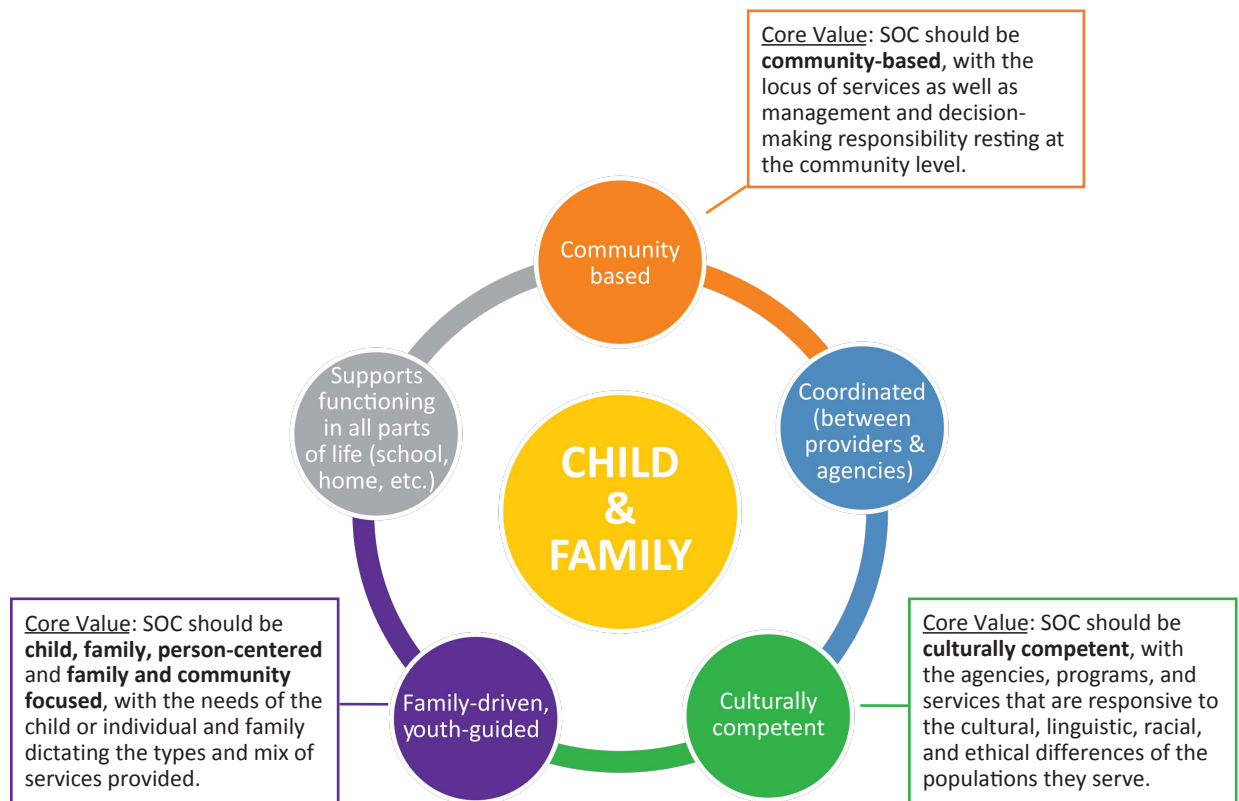 Core Value: SOC should be
community-based, with the
locus of services as well as
management and decision-
making responsibility resting at
the community level.
Community
based
Supports
functioning
in all parts
of life (school,
home, etc.)
Coordinated
(between
providers &
agencies)
CHILD
&
FAMILY
Core Value: SOC should be
child, family, person-centered
and family and community
focused, with the needs of the
child or individual and family
dictating the types and mix of
services provided.
Family-driven,
youth-guided
Culturally
competent
Core Value: SOC should be
culturally competent, with
the agencies, programs, and
services that are responsive to
the cultural, linguistic, racial,
and ethical differences of the
populations they serve.